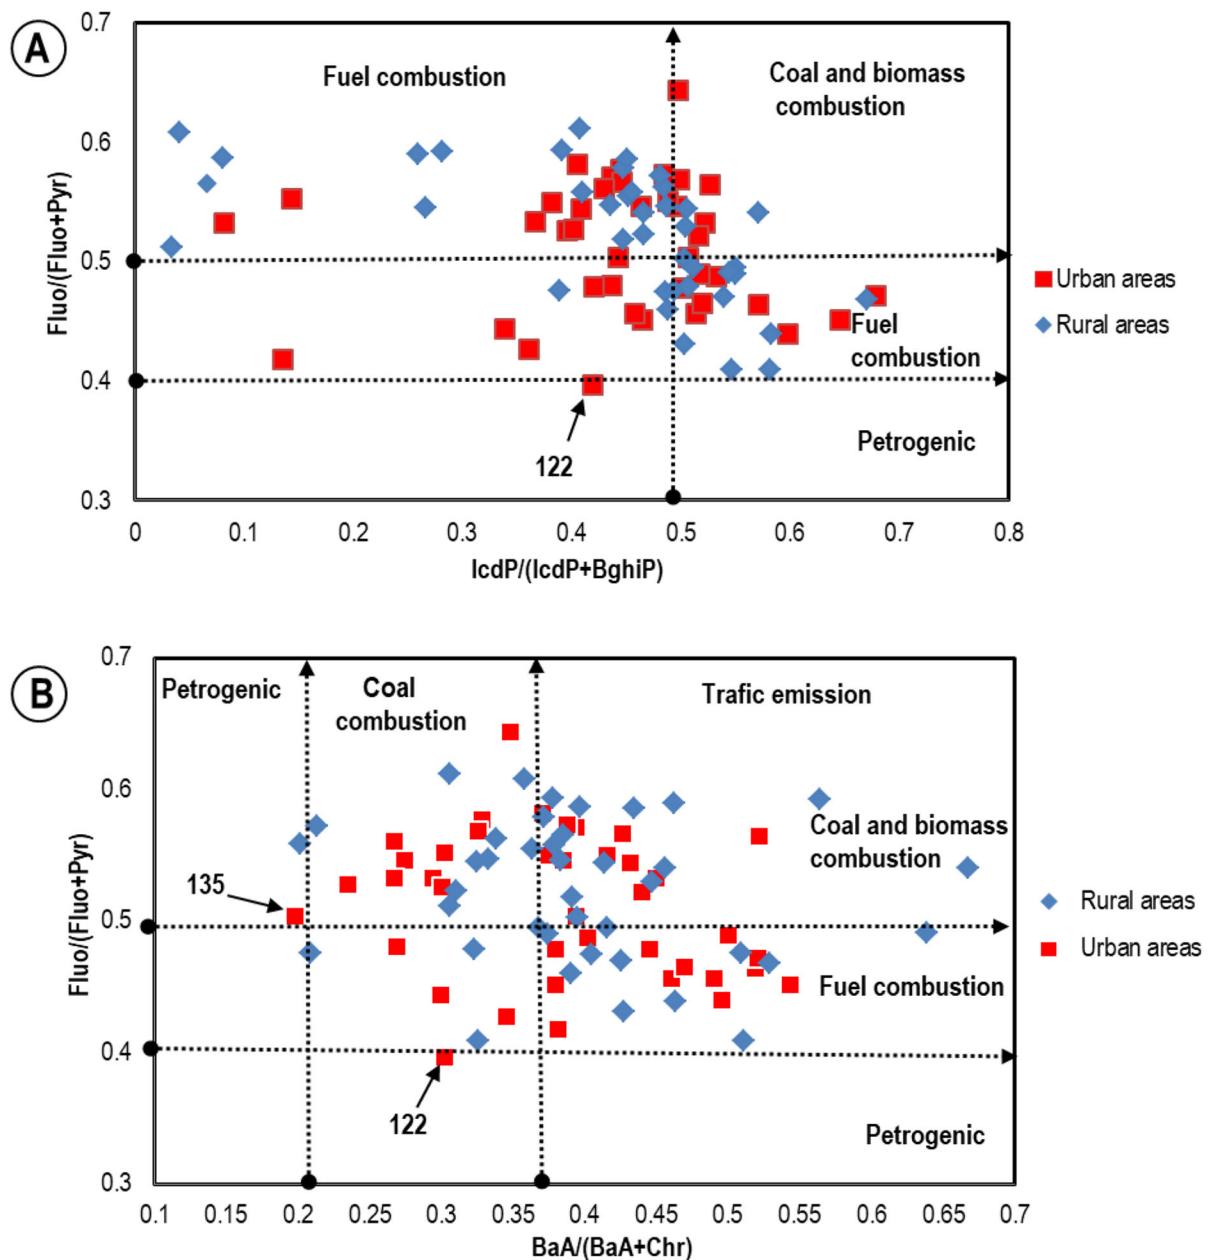 A
0.7
0.6
0.5
0.4
0.3
Fluo/(Fluo+Pyr)
Fuel combustion
Coal and biomass
combustion
Fuel
combustion
Petrogenic
122
0 0.1 0.2 0.3 0.4 0.5 0.6 0.7 0.8
IcdP/(IcdP+BghiP)
Urban areas
Rural areas
B
0.7
0.6
0.5
0.4
0.3
Fluo/(Fluo+Pyr)
Petrogenic
Coal
combustion
Trafic emission
Coal and biomass
combustion
135
Fuel combustion
122
Petrogenic
0.1 0.15 0.2 0.3 0.35 0.4 0.45 0.5 0.55 0.6 0.65 0.7
BaA/(BaA+Chr)
Rural areas
Urban areas